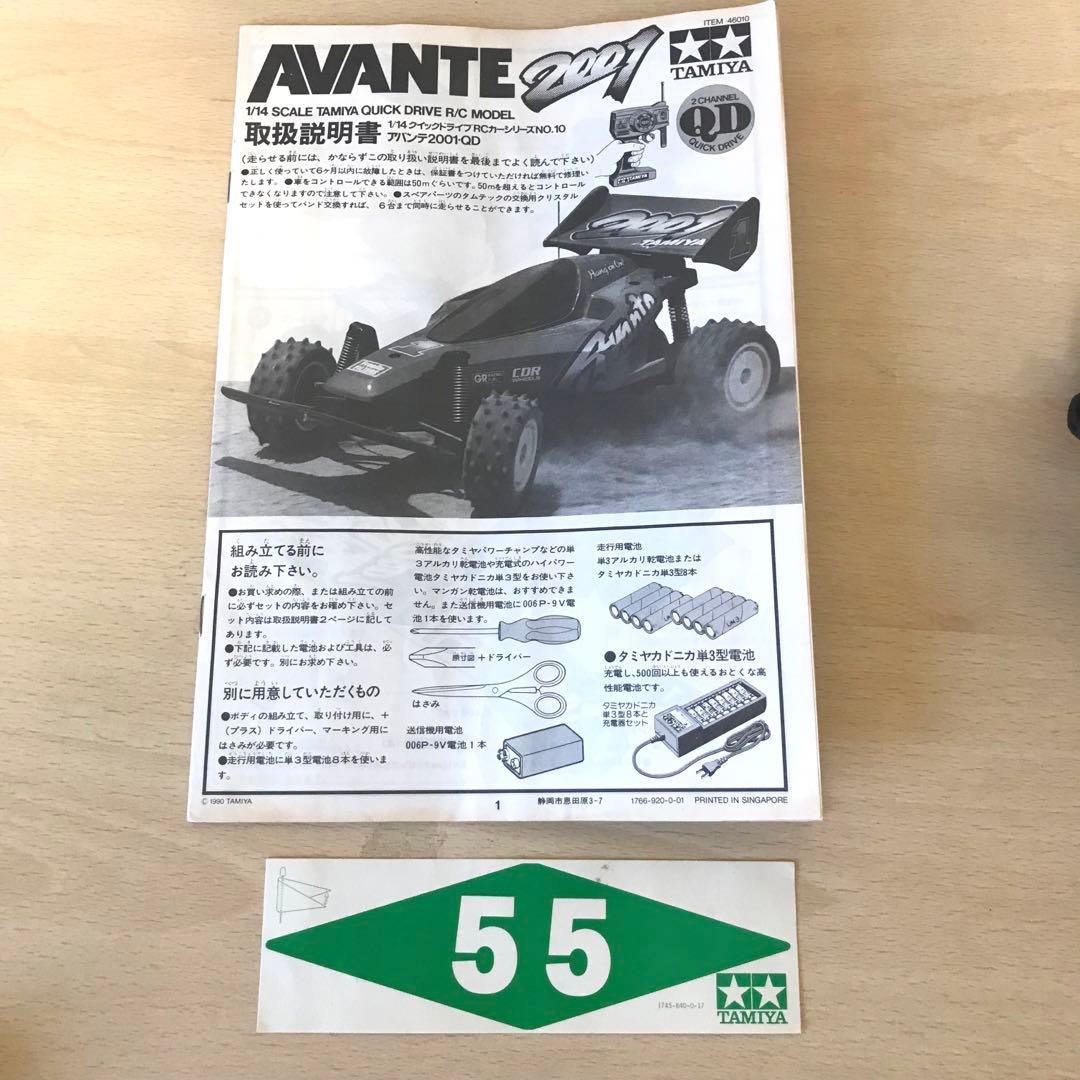 ITEM 46010
AVANTE 2001
TAMIYA
1/14 SCALE TAMIYA QUICK DRIVE R/C MODEL
取扱説明書 1/14 クイックドライブRCカーシリーズNO.10
アバンテ2001・QD
2 CHANNEL
QD
QUICK DRIVE
(走らせる前には、かならずこの取り扱い説明書を最後までよく読んで下さい)
●正しく使っていて6ヶ月以内に故障したときは、保証書をつけていただければ無料で修理い
たします。●車をコントロールできる範囲は50mぐらいです。50mを超えるとコントロール
できなくなりますので注意して下さい。●スペアパーツのタムテックの交換用クリスタル
セットを使ってバンド交換すれば、6台まで同時に走らせることができます。
2001
TAMIYA
1
Hang on Go!
Avante
GR
CDR
WHEELS
組み立てる前に
お読み下さい。
●お買い求めの際、または組み立ての前
に必ずセットの内容をお確め下さい。セ
ット内容は取扱説明書2ページに記して
あります。
●下記に記載した電池および工具は、必
ず必要です。別にお求め下さい。
別に用意していただくもの
●ボディの組み立て、取り付け用に、+
(プラス)ドライバー、マーキング用に
はさみが必要です。
●走行用電池に単3型電池8本を使いま
す。
高性能なタミヤパワーチャンプなどの単
3アルカリ乾電池や充電式のハイパワー
電池タミヤカドニカ単3型をお使い下さ
い。マンガン乾電池は、おすすめできま
せん。また送信機用電池に006P-9V電
池1本を使います。
原寸図 +ドライバー
はさみ
送信機用電池
006P-9V電池1本
走行用電池
単3アルカリ乾電池または
タミヤカドニカ単3型8本
●タミヤカドニカ単3型電池
充電し、500回以上も使えるおとくな高
性能電池です。
タミヤカドニカ
単3型8本と
充電器セット
© 1990 TAMIYA
1
静岡市恩田原3-7
1766-920-0-01 PRINTED IN SINGAPORE
55
J745-840-0-17
TAMIYA